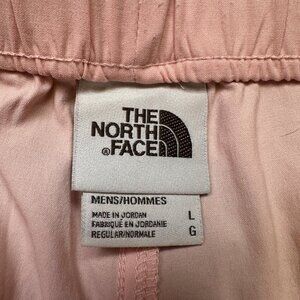 THE
NORTH
®FACE
MENS/HOMMES
MADE IN JORDAN L
FABRIQUÉ EN JORDANIE G
REGULAR/NORMALE